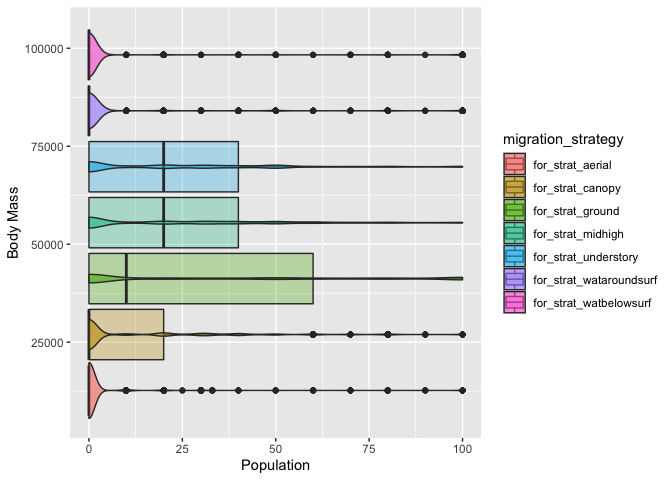 100000
75000
50000
25000
Body Mass
0 25 50 75 100
Population
migration_strategy
for_strat_aerial
for_strat_canopy
for_strat_ground
for_strat_midhigh
for_strat_understory
for_strat_wataroundsurf
for_strat_watbelowsurf